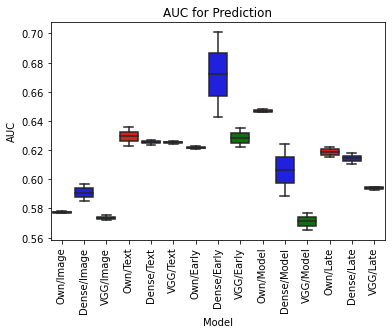 AUC for Prediction
AUC
0.70
0.68
0.66
0.64
0.62
0.60
0.58
0.56
Own/Image
Dense/Image
VGG/Image
Own/Text
Dense/Text
VGG/Text
Own/Early
Dense/Early
VGG/Early
Own/Model
Dense/Model
VGG/Model
Own/Late
Dense/Late
VGG/Late
Model